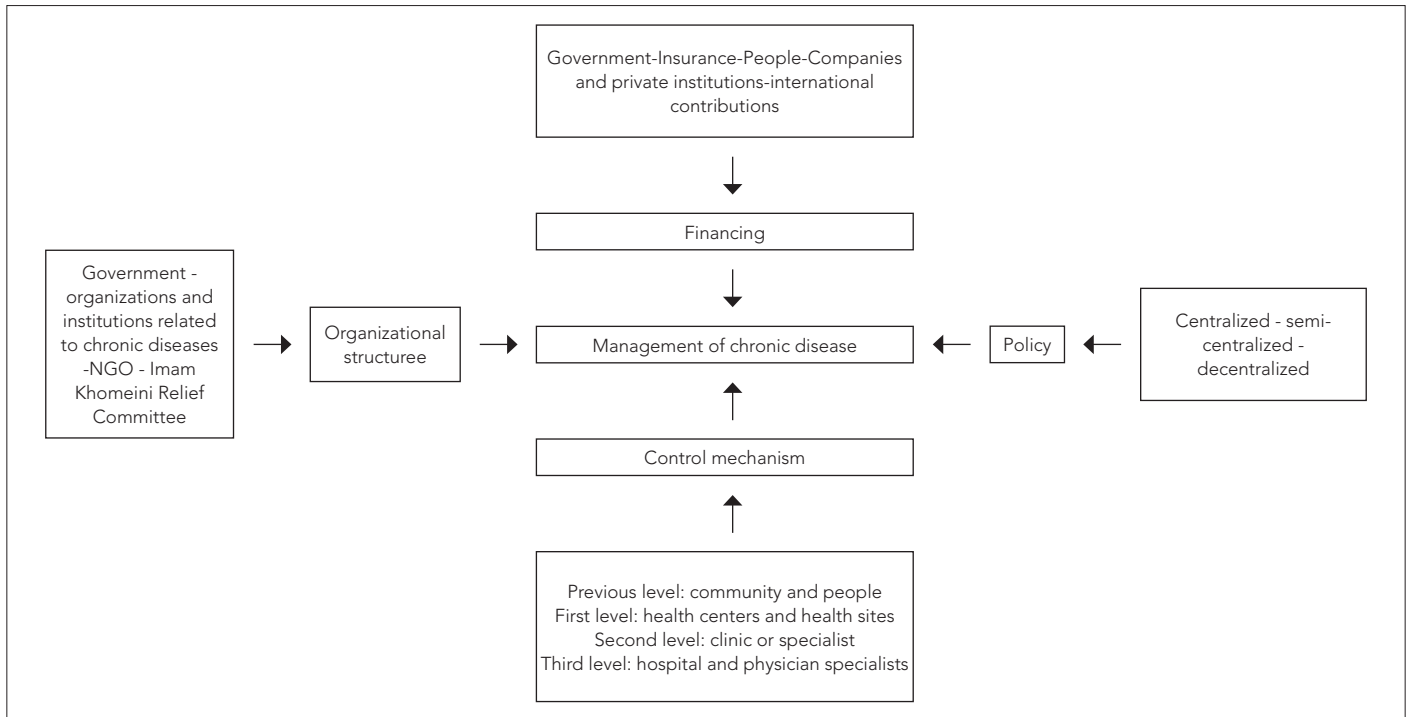 Government-Insurance-People-Companies
and private institutions-international
contributions
Financing
Government -
organizations and
institutions related
to chronic diseases
-NGO - Imam
Khomeini Relief
Committee
Organizational
structuree
Management of chronic disease
Policy
Centralized - semi-
centralized -
decentralized
Control mechanism
Previous level: community and people
First level: health centers and health sites
Second level: clinic or specialist
Third level: hospital and physician specialists